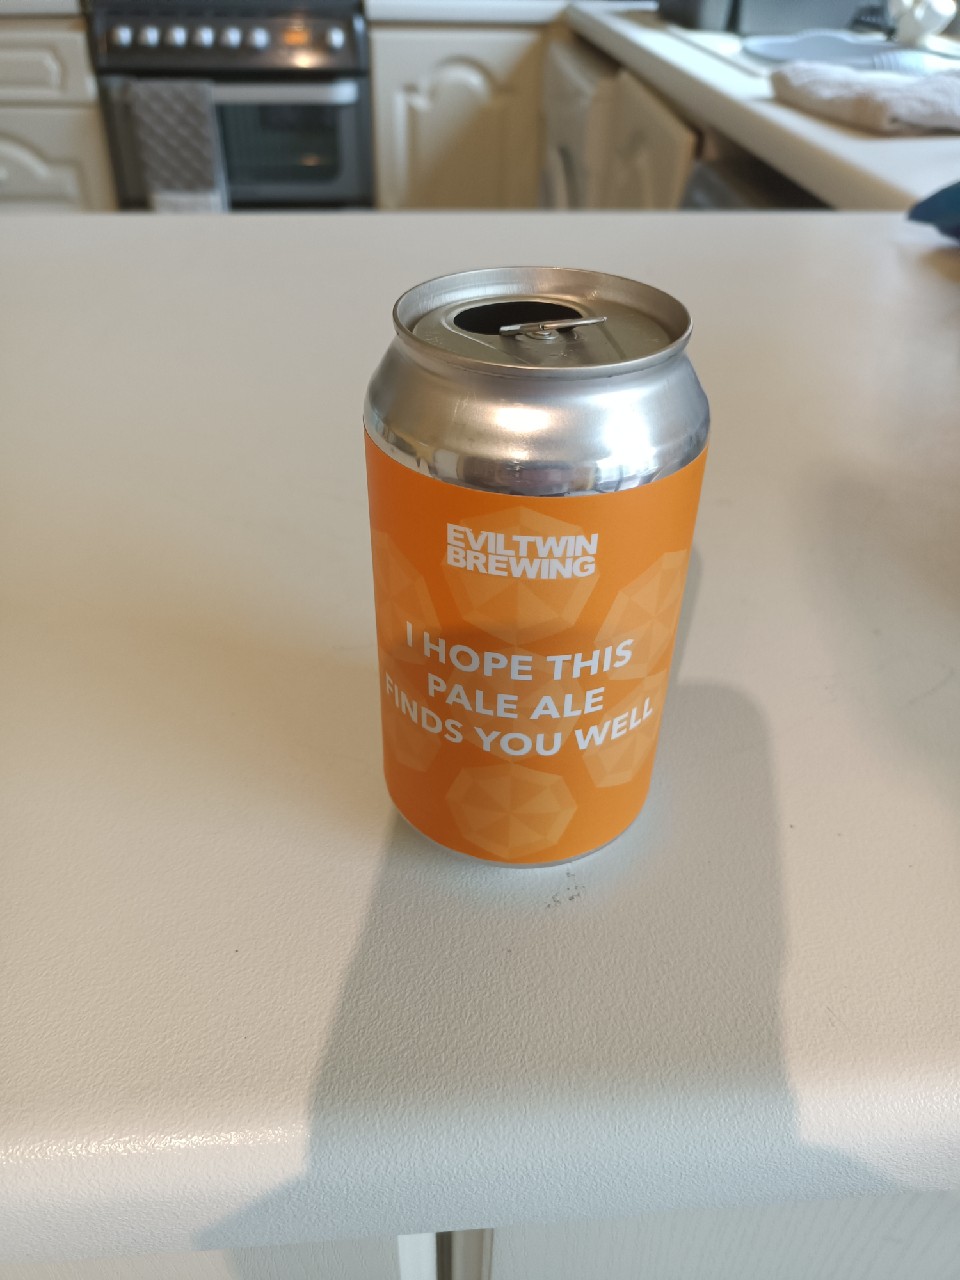 EVILTWIN
BREWING
I HOPE THIS
PALE ALE
FINDS YOU WELL